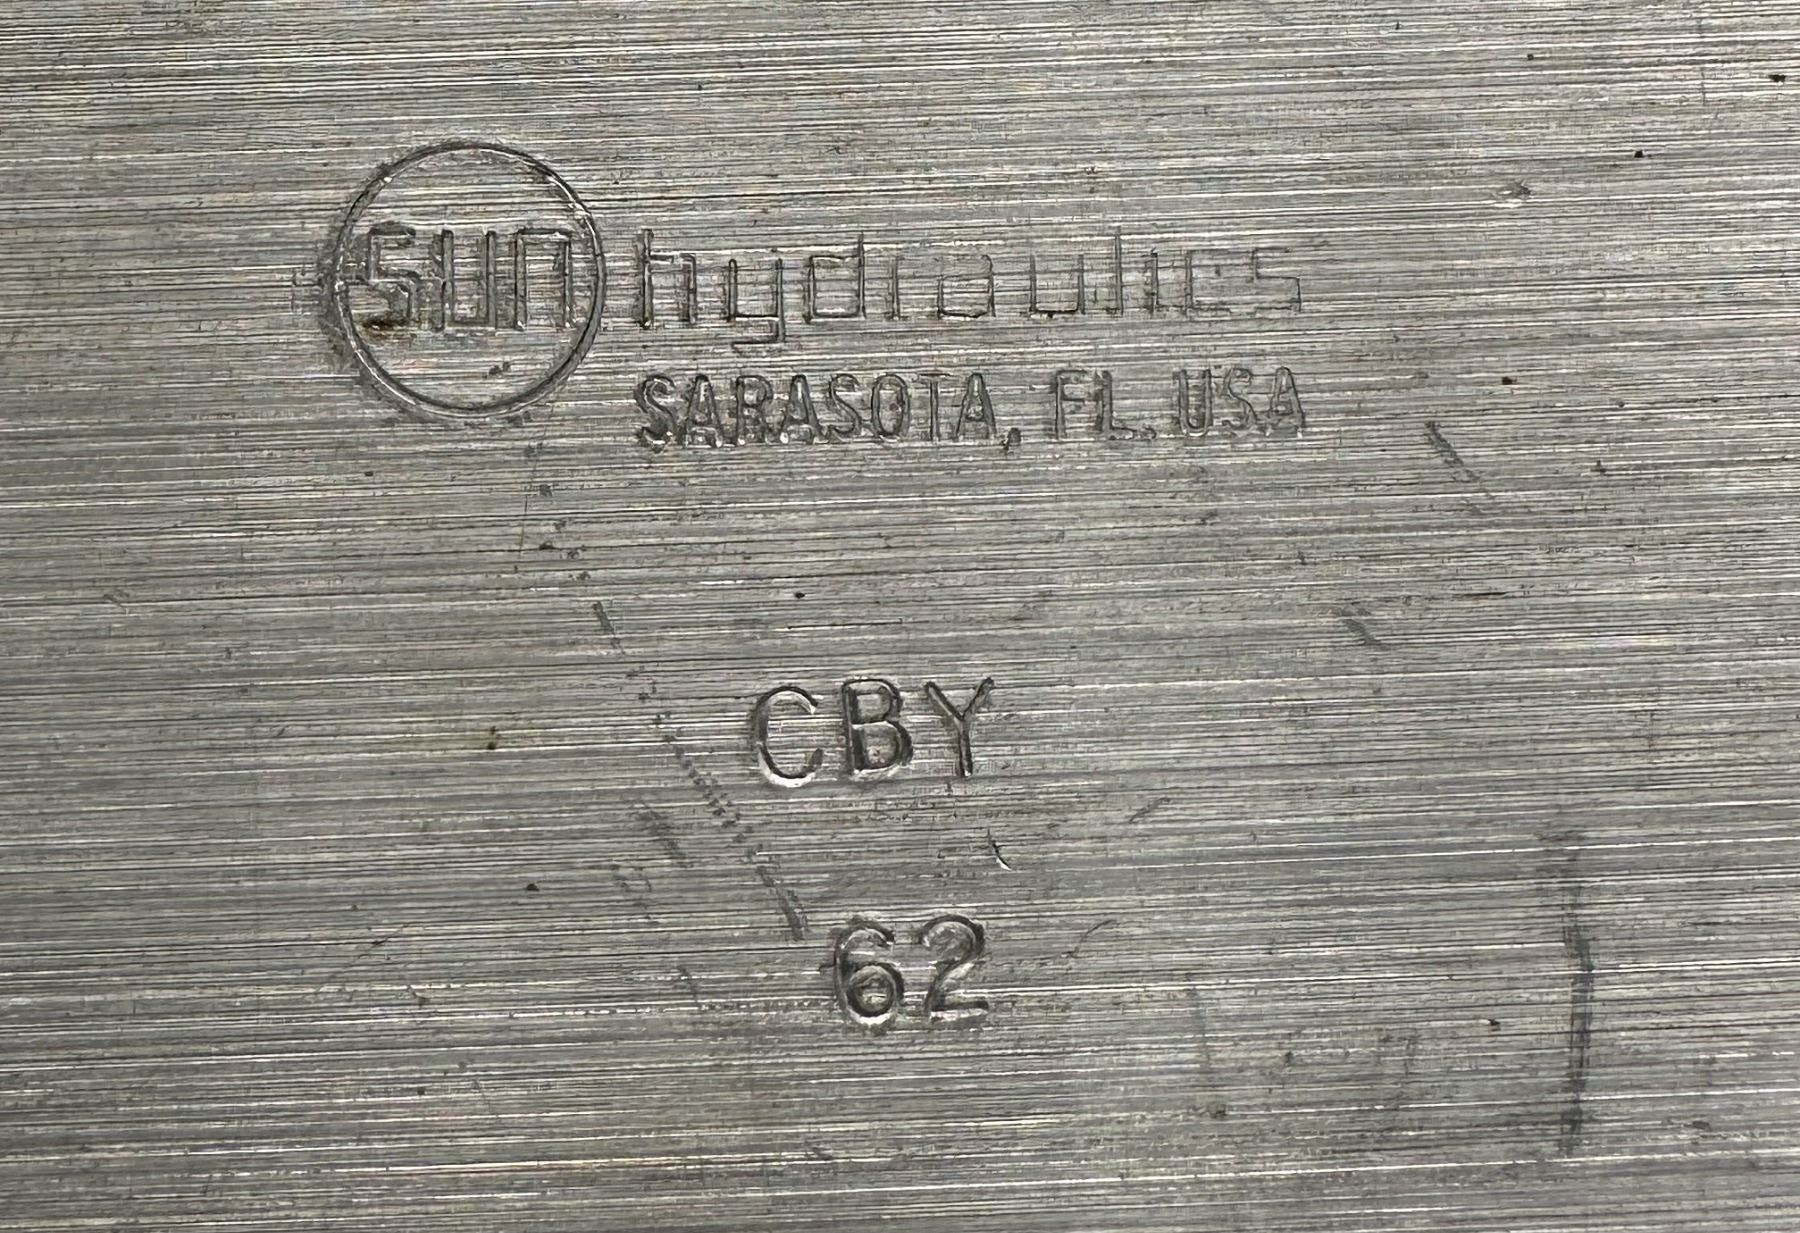 sun hydraulics
SARASOTA, FL. USA
CBY
62